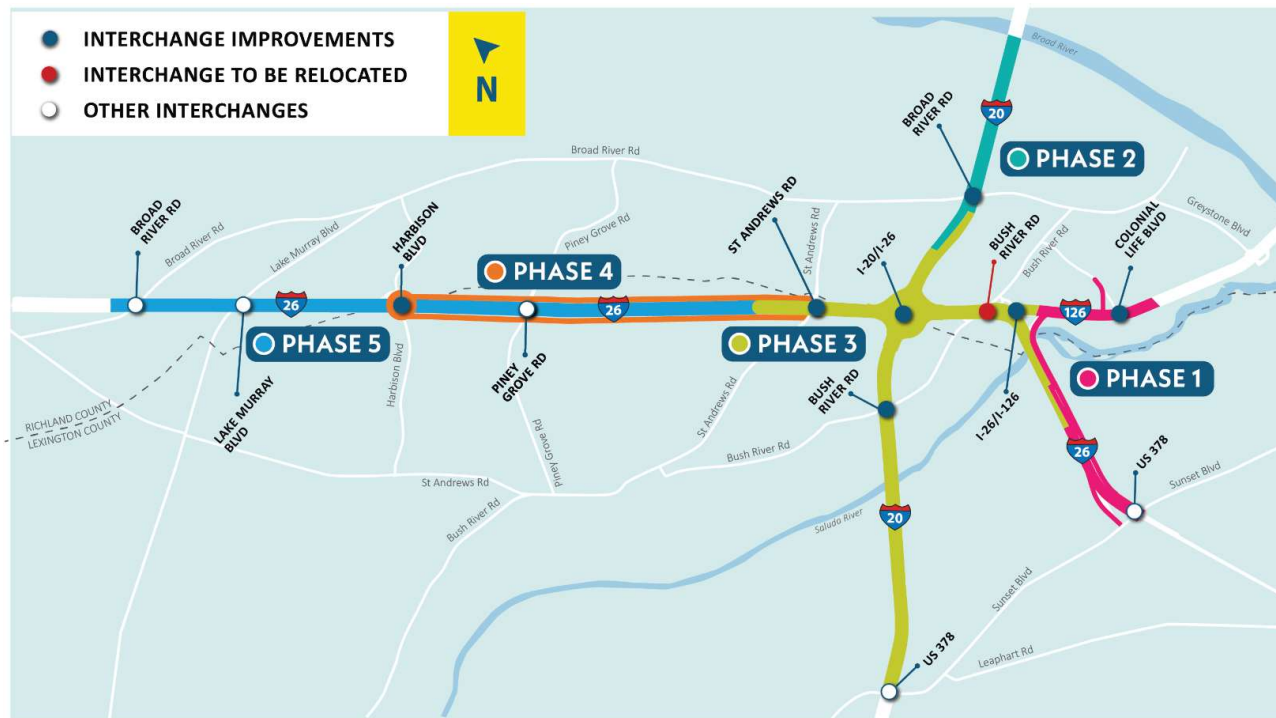 INTERCHANGE IMPROVEMENTS
INTERCHANGE TO BE RELOCATED
OTHER INTERCHANGES
N
Broad River
20
BROAD
RIVER RD
PHASE 2
Broad River Rd
Greystone Blvd
ST ANDREWS RD
St Andrews Rd
BUSH
RIVER RD
Bush River Rd
COLONIAL
LIFE BLVD
BROAD
RIVER RD
Broad River Rd
Lake Murray Blvd
HARBISON
BLVD
Piney Grove Rd
I-20/I-26
PHASE 4
26
26
126
PHASE 5
PHASE 3
PHASE 1
RICHLAND COUNTY
LEXINGTON COUNTY
LAKE MURRAY
BLVD
Harbison Blvd
PINEY
GROVE RD
St Andrews Rd
BUSH
RIVER RD
I-26/I-126
26
US 378
Sunset Blvd
Bush River Rd
Piney Grove Rd
St Andrews Rd
Bush River Rd
Saluda River
20
Sunset Blvd
US 378
Leaphart Rd